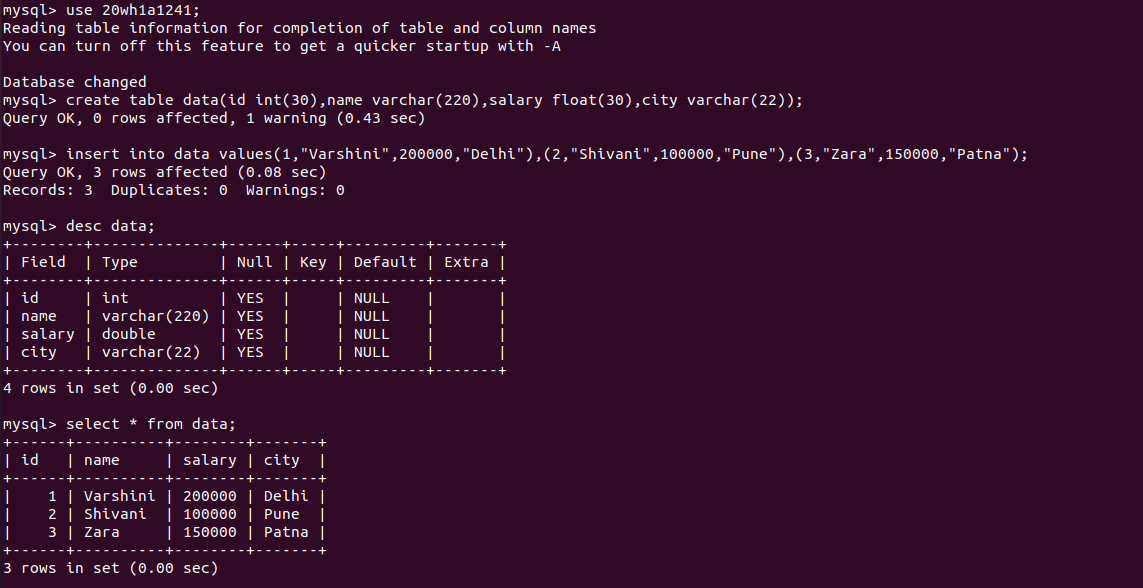 mysql> use 20wh1a1241;
Reading table information for completion of table and column names
You can turn off this feature to get a quicker startup with -A

Database changed
mysql> create table data(id int(30),name varchar(220),salary float(30),city varchar(22));
Query OK, 0 rows affected, 1 warning (0.43 sec)

mysql> insert into data values(1,"Varshini",200000,"Delhi"),(2,"Shivani",100000,"Pune"),(3,"Zara",150000,"Patna");
Query OK, 3 rows affected (0.08 sec)
Records: 3  Duplicates: 0  Warnings: 0

mysql> desc data;
+--------+--------------+------+-----+---------+-------+
| Field  | Type         | Null | Key | Default | Extra |
+--------+--------------+------+-----+---------+-------+
| id     | int          | YES  |     | NULL    |       |
| name   | varchar(220) | YES  |     | NULL    |       |
| salary | double       | YES  |     | NULL    |       |
| city   | varchar(22)  | YES  |     | NULL    |       |
+--------+--------------+------+-----+---------+-------+
4 rows in set (0.00 sec)

mysql> select * from data;
+------+----------+--------+-------+
| id   | name     | salary | city  |
+------+----------+--------+-------+
|    1 | Varshini | 200000 | Delhi |
|    2 | Shivani  | 100000 | Pune  |
|    3 | Zara     | 150000 | Patna |
+------+----------+--------+-------+
3 rows in set (0.00 sec)